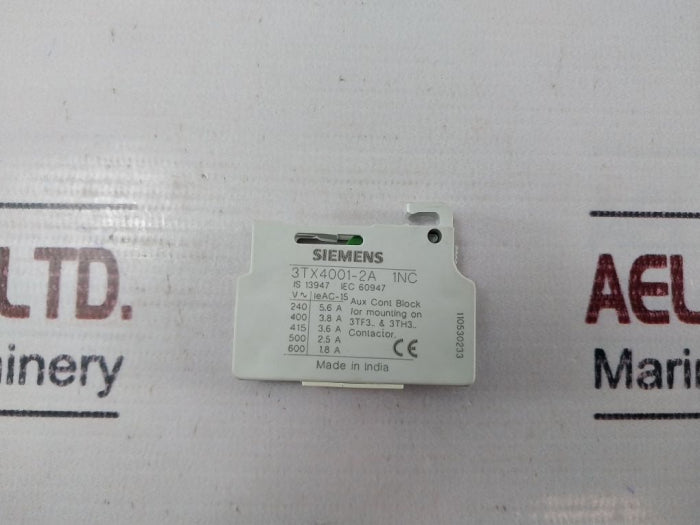 SIEMENS
3TX4001-2A 1NC
IS 13947 IEC 60947
V~ IeAC-15
240 5.6 A
400 3.8 A
415 3.6 A
500 2.5 A
600 1.8 A
Aux Cont Block
for mounting on
3TF3.. & 3TH3..
Contactor.
CE
Made in India
110530233
LTD.
hinery
AEL
Marin